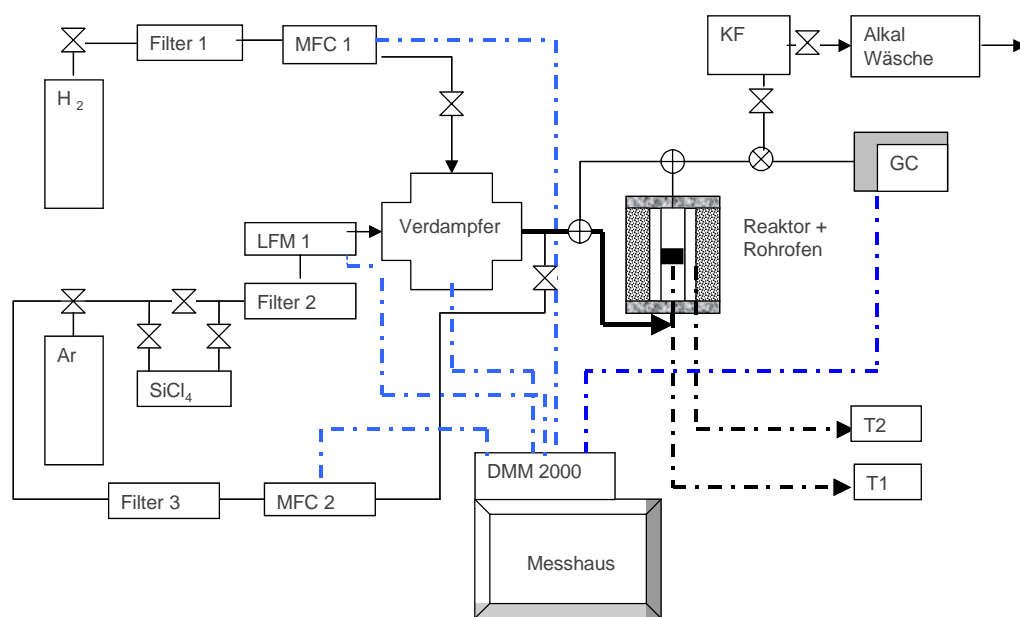 Filter 1
MFC 1
KF
Alkal
Wäsche
H 2
GC
Verdampfer
LFM 1
Reaktor +
Rohrofen
Filter 2
Ar
SiCl4
T2
DMM 2000
T1
Filter 3
MFC 2
Messhaus